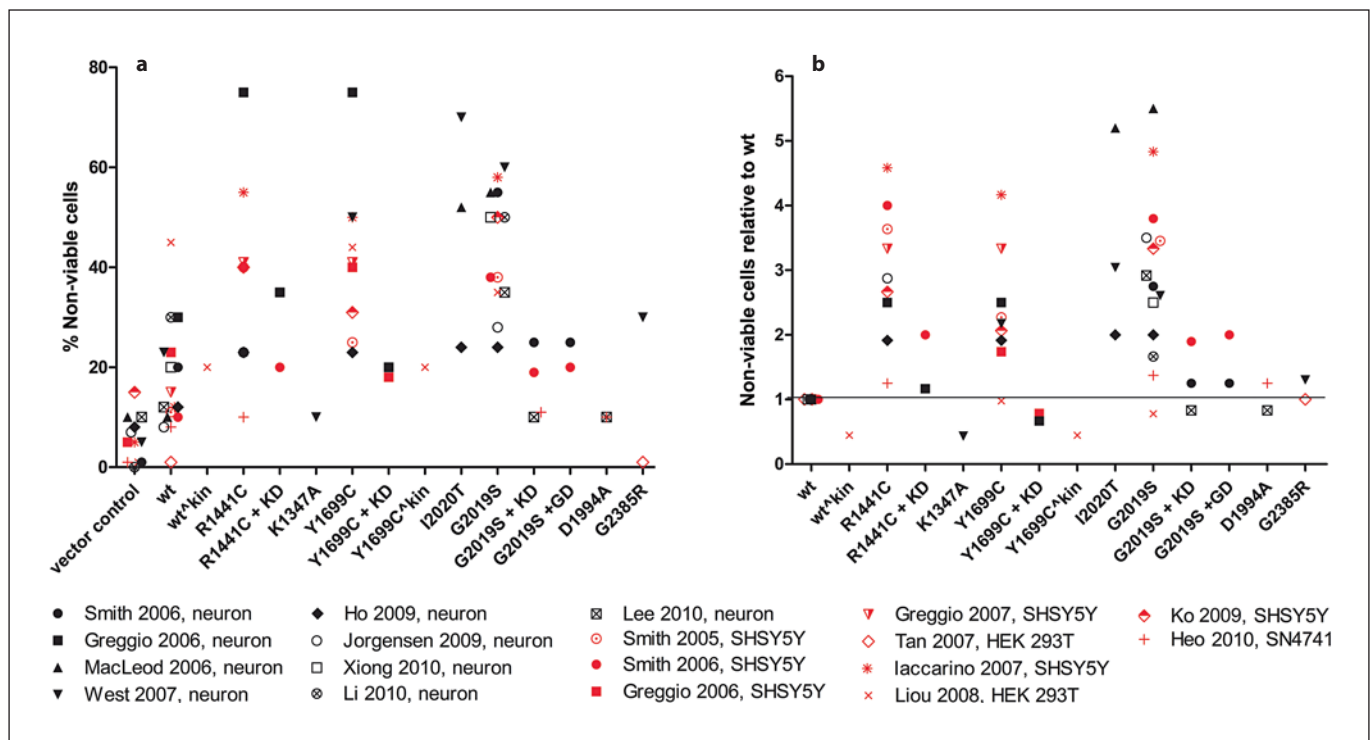 a
80
60
40
20
0
% Non-viable cells
vector control
wt
wt^kin
R1441C
R1441C + KD
K1347A
Y1699C
Y1699C + KD
Y1699C^kin
I2020T
G2019S
G2019S + KD
G2019S +GD
D1994A
G2385R
b
6
5
4
3
2
1
0
Non-viable cells relative to wt
wt
wt^kin
R1441C
R1441C + KD
K1347A
Y1699C
Y1699C + KD
Y1699C^kin
I2020T
G2019S
G2019S + KD
G2019S +GD
D1994A
G2385R
Smith 2006, neuron
Greggio 2006, neuron
MacLeod 2006, neuron
West 2007, neuron
Ho 2009, neuron
Jorgensen 2009, neuron
Xiong 2010, neuron
Li 2010, neuron
Lee 2010, neuron
Smith 2005, SHSY5Y
Smith 2006, SHSY5Y
Greggio 2006, SHSY5Y
Greggio 2007, SHSY5Y
Tan 2007, HEK 293T
Iaccarino 2007, SHSY5Y
Liou 2008, HEK 293T
Ko 2009, SHSY5Y
Heo 2010, SN4741